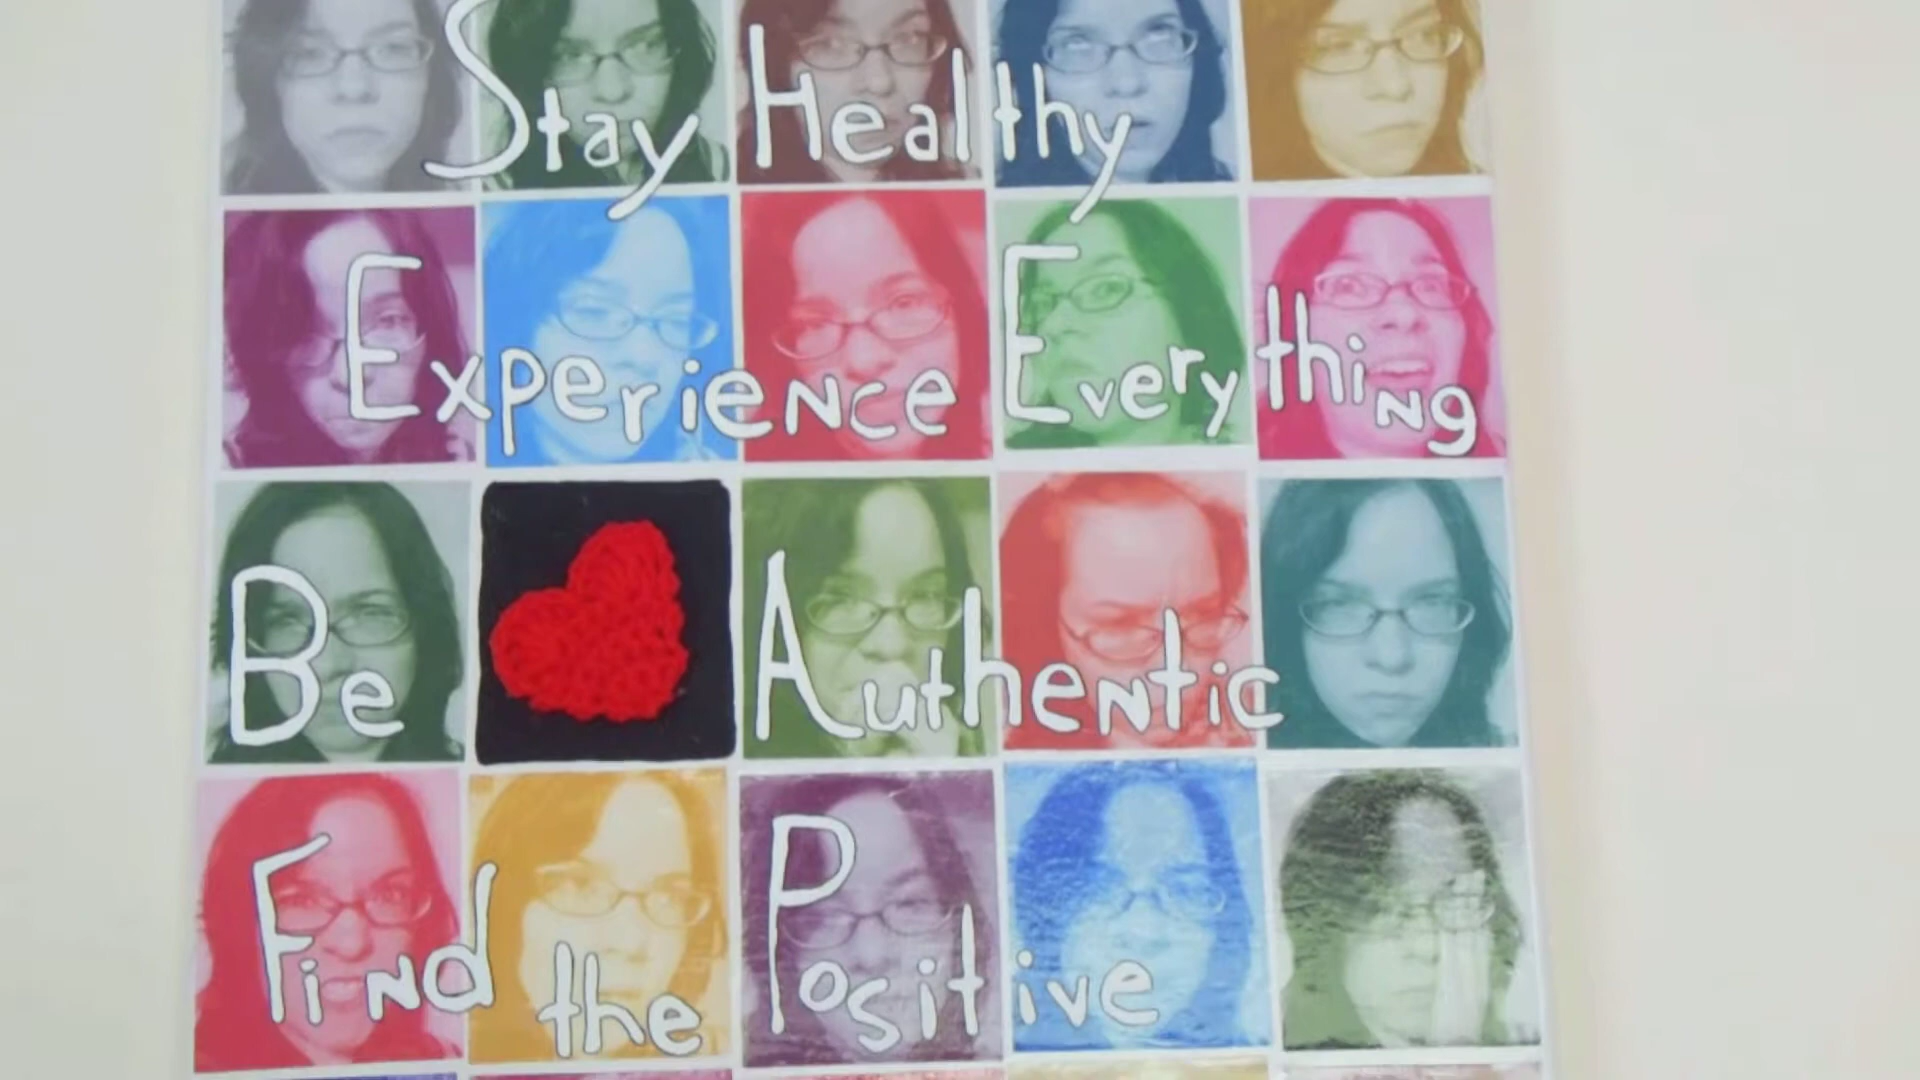 Stay Healthy
Experience Everything
Be Authentic
Find the Positive